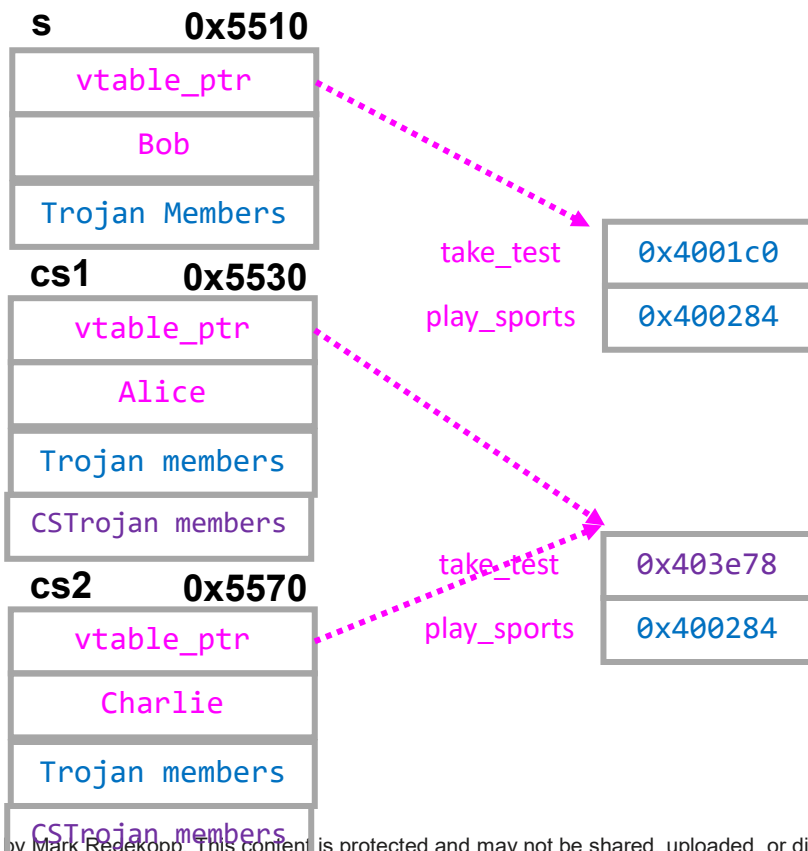 s 0x5510
vtable_ptr
Bob
Trojan Members
take_test 0x4001c0
cs1 0x5530
play_sports 0x400284
vtable_ptr
Alice
Trojan members
CSTrojan members
take_test 0x403e78
cs2 0x5570
play_sports 0x400284
vtable_ptr
Charlie
Trojan members
CSTrojan members
by Mark Redekopp. This content is protected and may not be shared, uploaded, or di